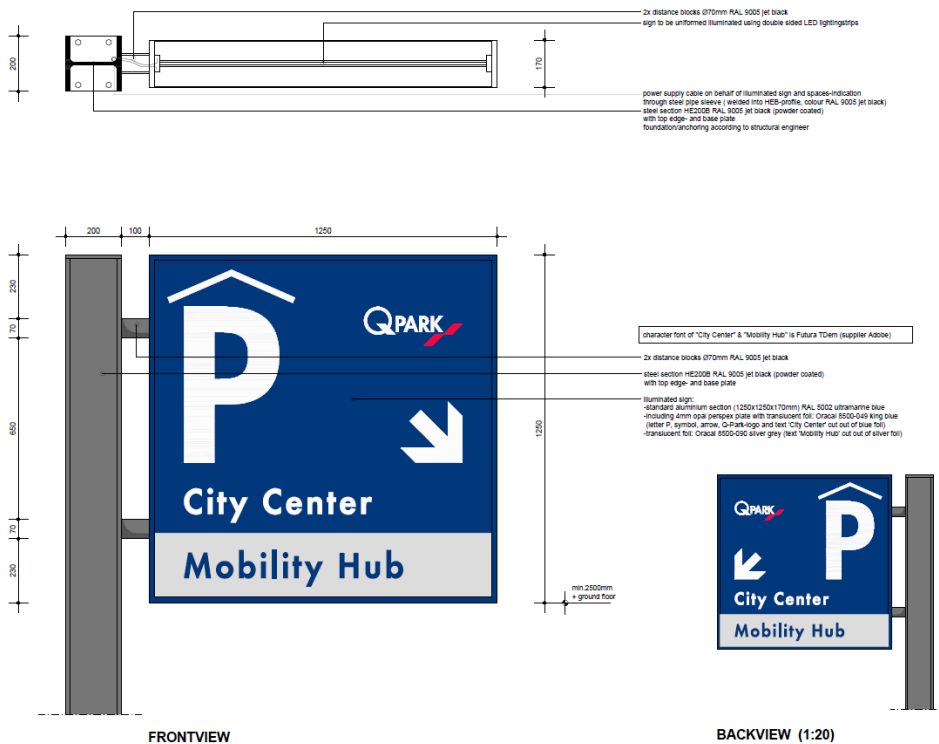 2x distance blocks Ø70mm RAL 9005 jet black
sign to be uniformed illuminated using double sided LED lightingstrips
200
170
power supply cable on behalf of illuminated sign and spaces-indication
through steel pipe sleeve ( welded into HEB-profile, colour RAL 9005 jet black)
steel section HE200B RAL 9005 jet black (powder coated)
with top edge- and base plate
foundation/anchoring according to structural engineer
200
100
1250
230
70
650
70
230
1250
P
Q PARK
City Center
Mobility Hub
character font of "City Center" & "Mobility Hub" is Futura TDem (supplier Adobe)
2x distance blocks Ø70mm RAL 9005 jet black
steel section HE200B RAL 9005 jet black (powder coated)
with top edge- and base plate
illuminated sign:
-standard aluminium section (1250x1250x170mm) RAL 5002 ultramarine blue
-including 4mm opal perspex plate with translucent foil: Oracal 8500-049 king blue
(letter P, symbol, arrow, Q-Park-logo and text 'City Center' cut out of blue foil)
-translucent foil: Oracal 8500-090 silver grey (text 'Mobility Hub' cut out of silver foil)
min.2500mm
+ ground floor
Q PARK
P
City Center
Mobility Hub
FRONTVIEW
BACKVIEW (1:20)